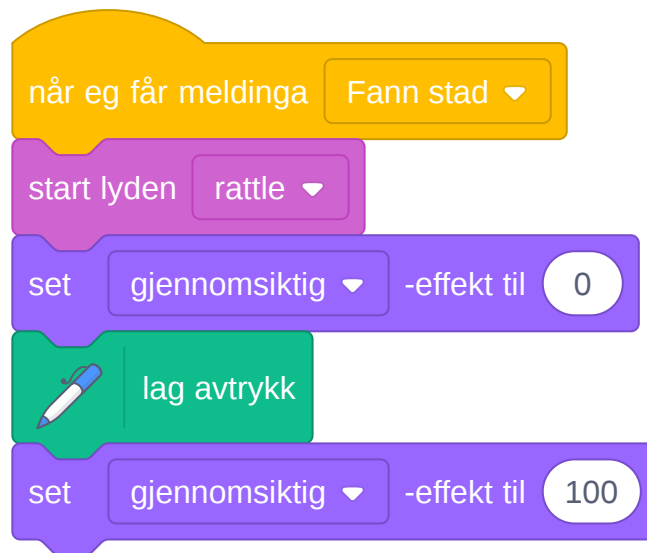 når eg får meldinga Fann stad
start lyden rattle
set gjennomsiktig -effekt til 0
lag avtrykk
set gjennomsiktig -effekt til 100